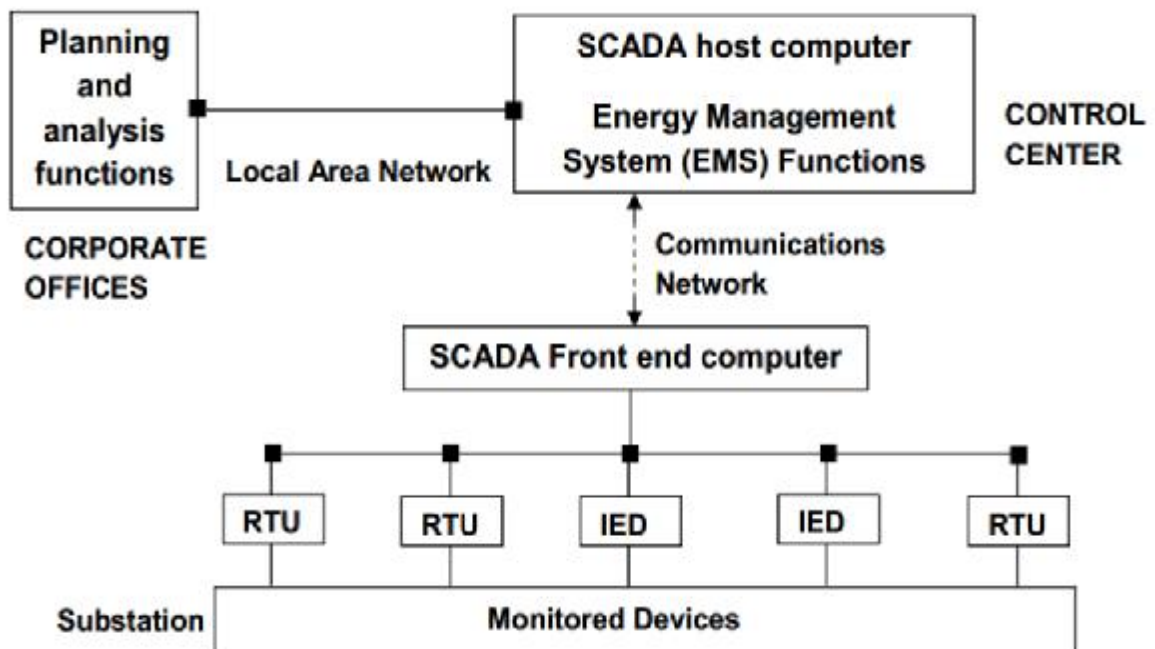 Planning
and
analysis
functions
SCADA host computer
Energy Management
System (EMS) Functions
CONTROL
CENTER
Local Area Network
CORPORATE
OFFICES
Communications
Network
SCADA Front end computer
RTU
RTU
IED
IED
RTU
Substation
Monitored Devices